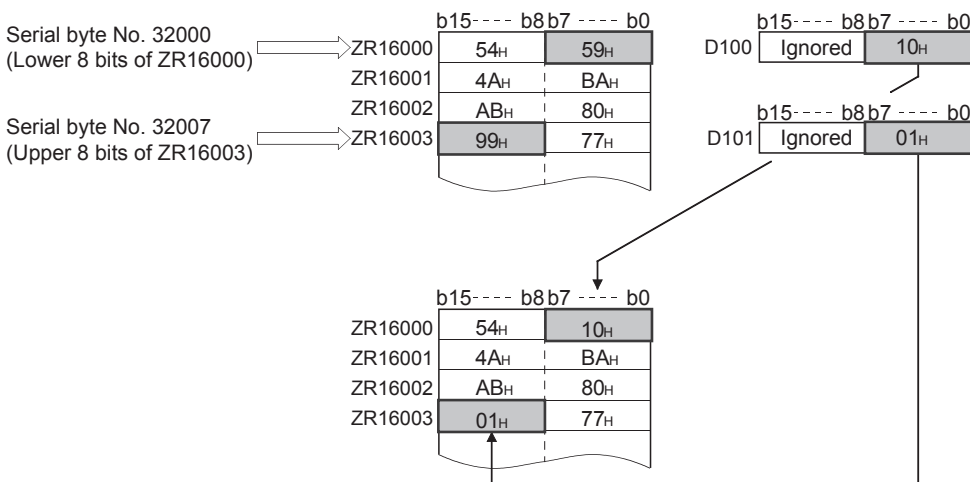 b15---- b8 b7 ---- b0
Serial byte No. 32000
(Lower 8 bits of ZR16000)
ZR16000 54H 59H
ZR16001 4AH BAH
ZR16002 ABH 80H
Serial byte No. 32007
(Upper 8 bits of ZR16003)
ZR16003 99H 77H
b15---- b8 b7 ---- b0
D100 Ignored 10H
b15---- b8 b7 ---- b0
D101 Ignored 01H
b15---- b8 b7 ---- b0
ZR16000 54H 10H
ZR16001 4AH BAH
ZR16002 ABH 80H
ZR16003 01H 77H